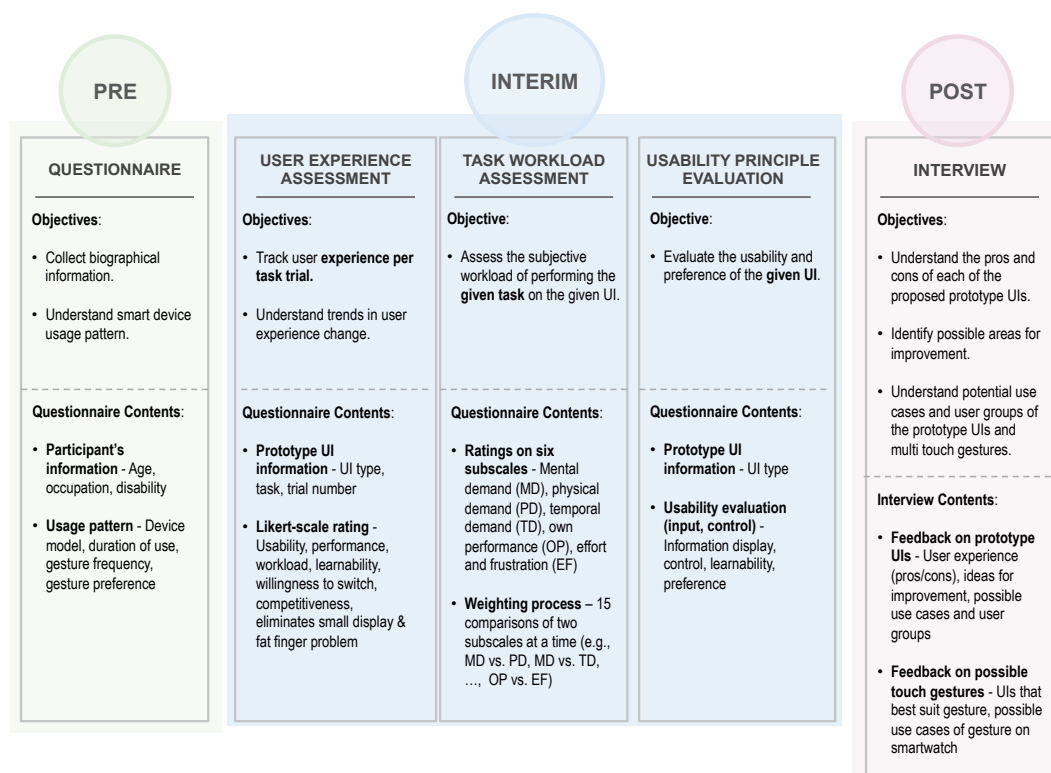 PRE
QUESTIONNAIRE
Objectives:
• Collect biographical
information.
• Understand smart device
usage pattern.
Questionnaire Contents:
• Participant's
information - Age,
occupation, disability
• Usage pattern - Device
model, duration of use,
gesture frequency,
gesture preference
INTERIM
USER EXPERIENCE
ASSESSMENT
Objectives:
• Track user experience per
task trial.
• Understand trends in user
experience change.
Questionnaire Contents:
• Prototype UI
information - UI type,
task, trial number
• Likert-scale rating -
Usability, performance,
workload, learnability,
willingness to switch,
competitiveness,
eliminates small display &
fat finger problem
TASK WORKLOAD
ASSESSMENT
Objective:
• Assess the subjective
workload of performing the
given task on the given UI.
Questionnaire Contents:
• Ratings on six
subscales - Mental
demand (MD), physical
demand (PD), temporal
demand (TD), own
performance (OP), effort
and frustration (EF)
• Weighting process – 15
comparisons of two
subscales at a time (e.g.,
MD vs. PD, MD vs. TD,
…, OP vs. EF)
USABILITY PRINCIPLE
EVALUATION
Objective:
• Evaluate the usability and
preference of the given UI.
Questionnaire Contents:
• Prototype UI
information - UI type
• Usability evaluation
(input, control) -
Information display,
control, learnability,
preference
POST
INTERVIEW
Objectives:
• Understand the pros and
cons of each of the
proposed prototype UIs.
• Identify possible areas for
improvement.
• Understand potential use
cases and user groups of
the prototype UIs and
multi touch gestures.
Interview Contents:
• Feedback on prototype
UIs - User experience
(pros/cons), ideas for
improvement, possible
use cases and user
groups
• Feedback on possible
touch gestures - UIs that
best suit gesture, possible
use cases of gesture on
smartwatch